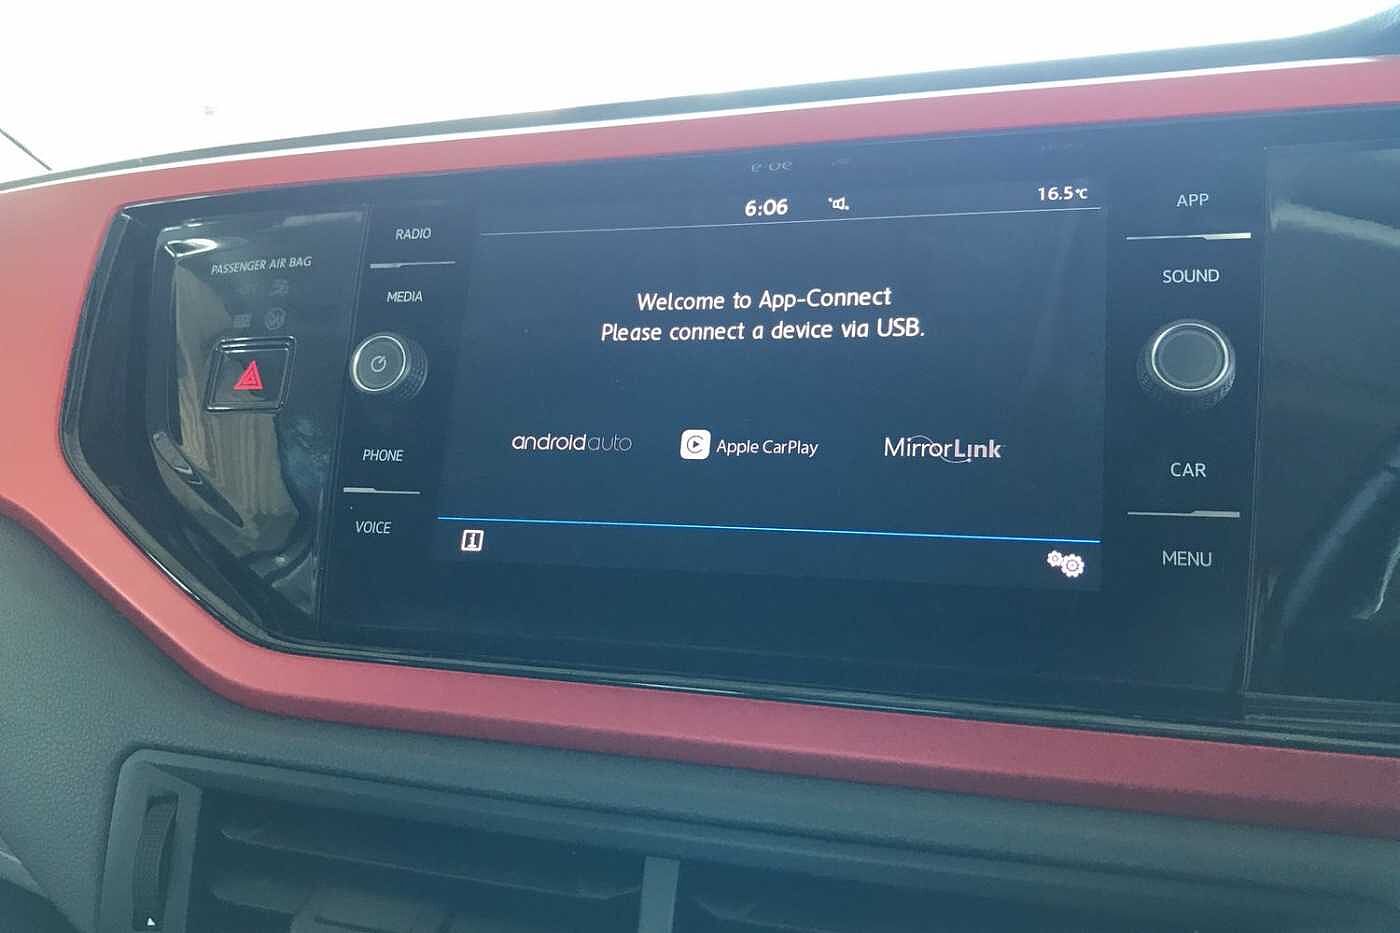 PASSENGER AIR BAG
RADIO
MEDIA
PHONE
VOICE
6:06
16.5°C
Welcome to App-Connect
Please connect a device via USB.
androidauto
Apple CarPlay
MirrorLink
APP
SOUND
CAR
MENU